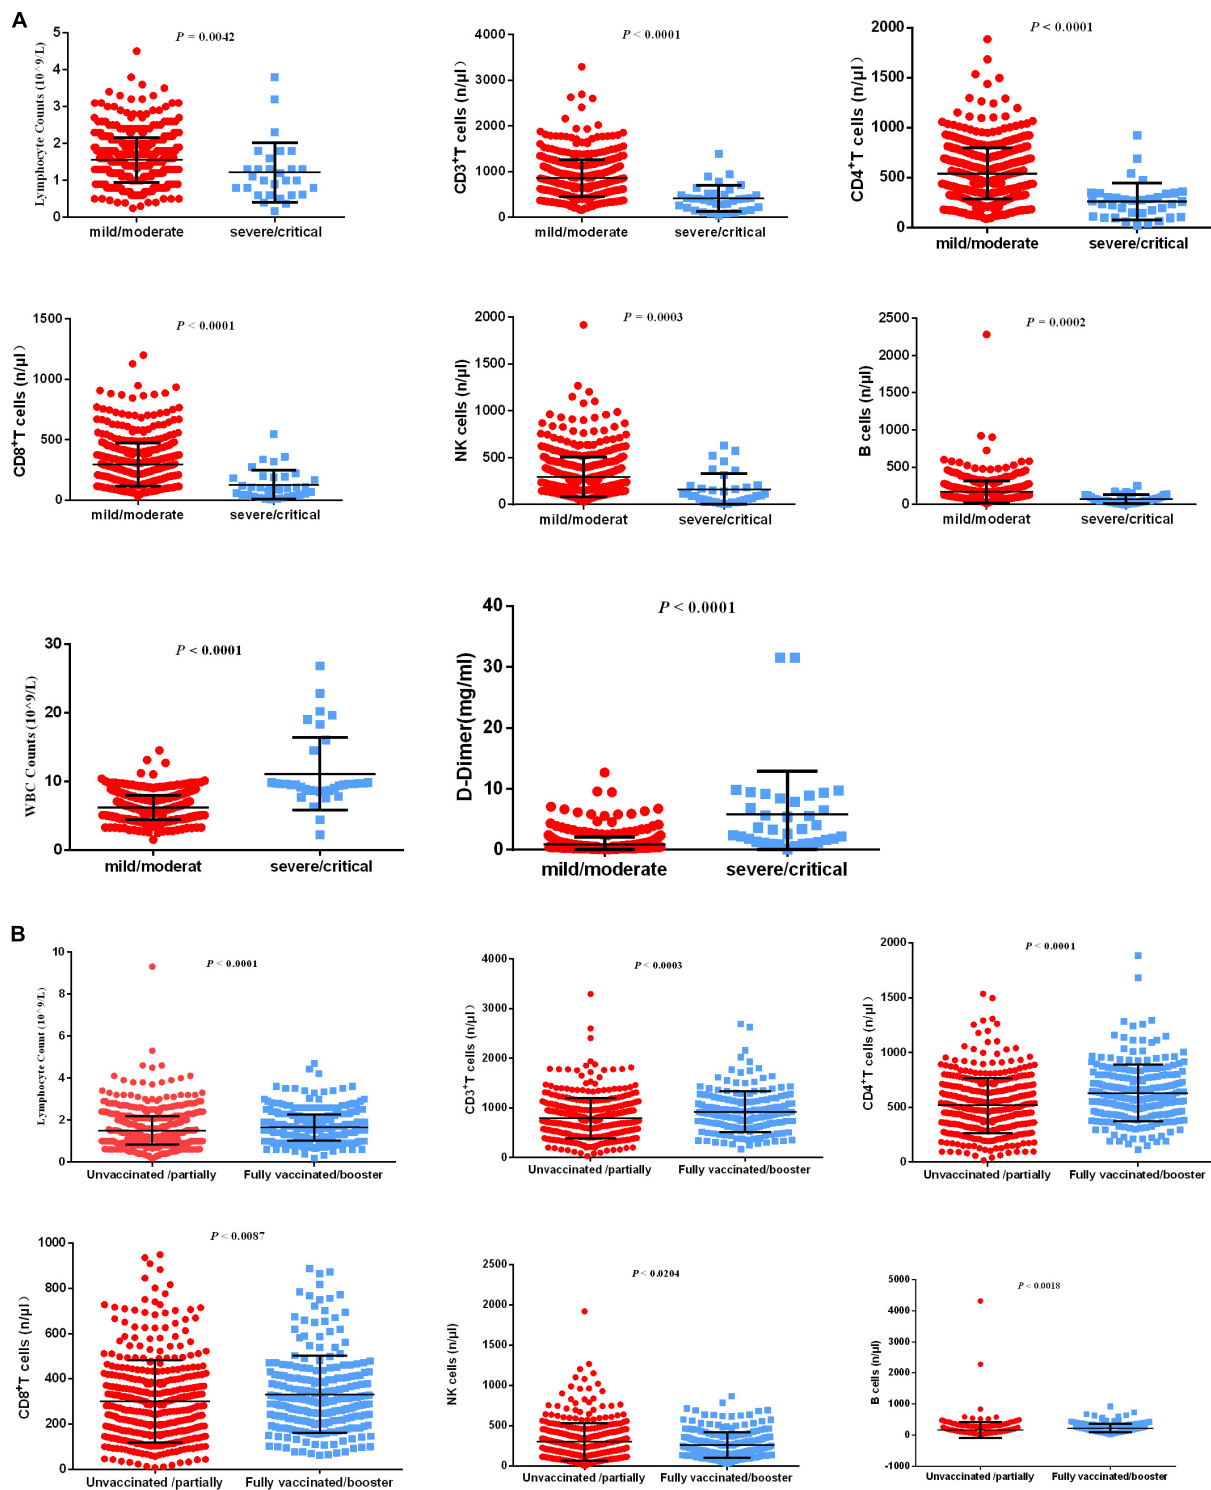 A
P = 0.0042
Lymphocyte Counts (10^9/L)
5
4
3
2
1
0
mild/moderate severe/critical
P < 0.0001
CD3+T cells (n/μl)
4000
3000
2000
1000
0
mild/moderate severe/critical
P < 0.0001
CD4+T cells (n/μl)
2000
1500
1000
500
0
mild/moderate severe/critical
P < 0.0001
CD8+T cells (n/μl)
1500
1000
500
0
mild/moderate severe/critical
P = 0.0003
NK cells (n/μl)
2000
1500
1000
500
0
mild/moderat severe/critical
P = 0.0002
B cells (n/μl)
2500
2000
1500
1000
500
0
mild/moderat severe/critical
P < 0.0001
WBC Counts (10^9/L)
30
20
10
0
mild/moderat severe/critical
P < 0.0001
D-Dimer(mg/ml)
40
30
20
10
0
mild/moderate severe/critical
B
P < 0.0001
Lymphocyte Count (10^9/L)
10
8
6
4
2
0
Unvaccinated /partially Fully vaccinated/booster
P < 0.0003
CD3+T cells (n/μl)
4000
3000
2000
1000
0
Unvaccinated /partially Fully vaccinated/booster
P < 0.0001
CD4+T cells (n/μl)
2000
1500
1000
500
0
Unvaccinated /partially Fully vaccinated/booster
P < 0.0087
CD8+T cells (n/μl)
1000
800
600
400
200
0
Unvaccinated /partially Fully vaccinated/booster
P < 0.0204
NK cells (n/μl)
2500
2000
1500
1000
500
0
Unvaccinated /partially Fully vaccinated/booster
P < 0.0018
B cells (n/μl)
5000
4000
3000
2000
1000
0
-1000
Unvaccinated/partially Fully vaccinated/booster